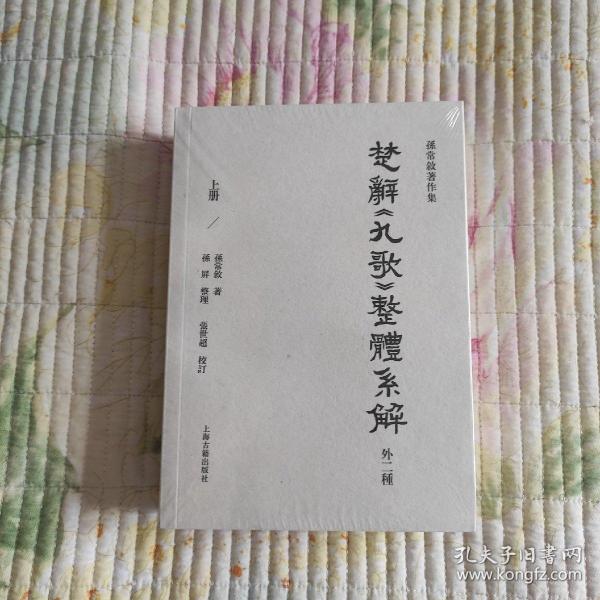 孫常敘著作集
楚辭《九歌》整體系解
外二種
上册／
孫常敘 著
孫 屏 整理 張世超 校訂
上海古籍出版社
孔夫子旧書网
www.kongfz.com